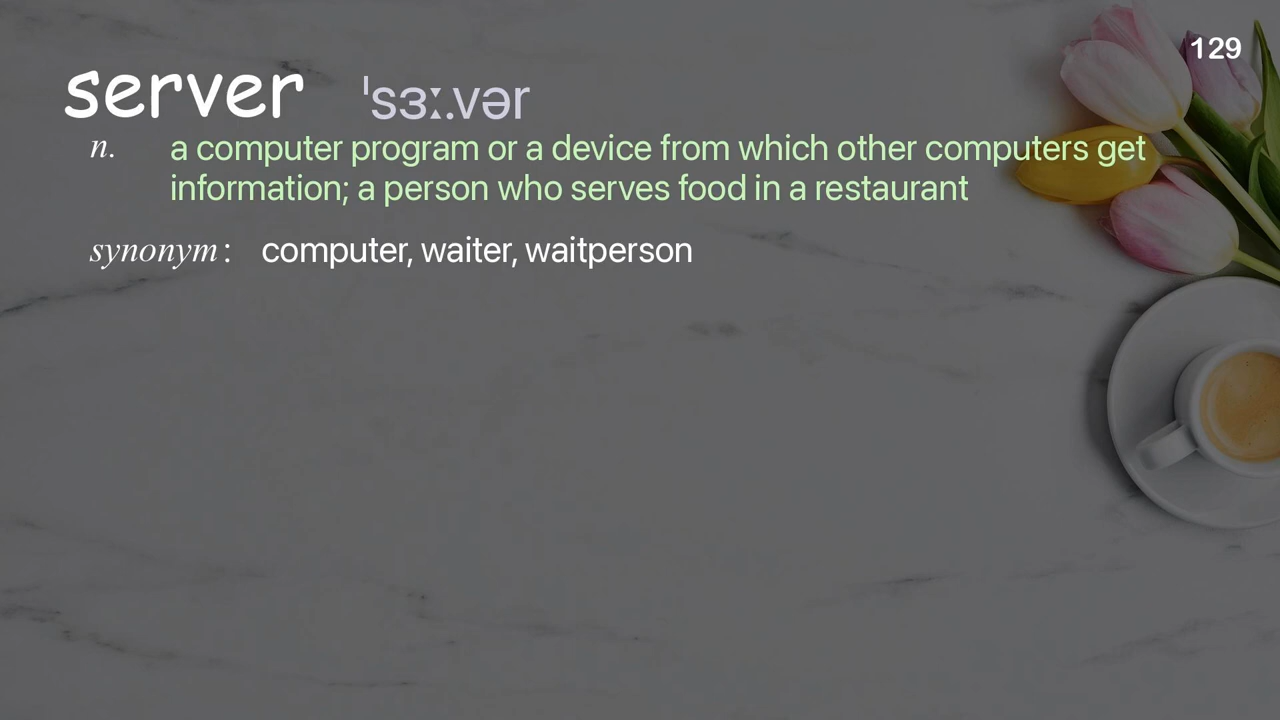 129
server ˈsɜː.vər
n. a computer program or a device from which other computers get
information; a person who serves food in a restaurant
synonym: computer, waiter, waitperson